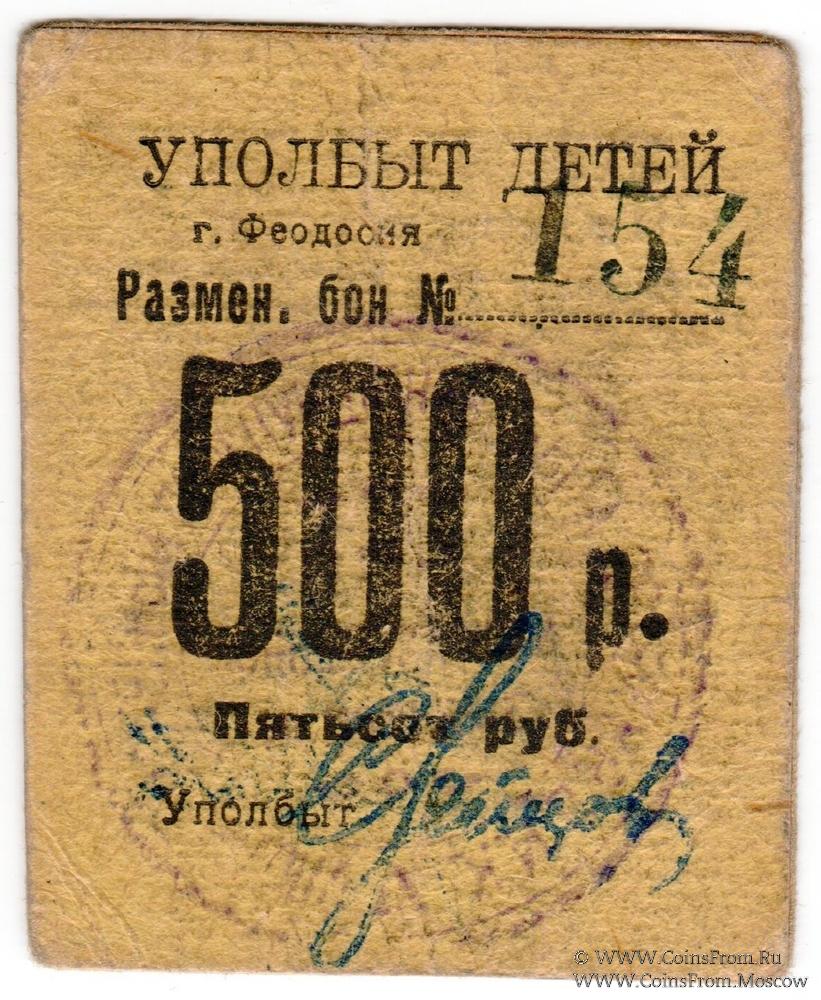 УПОЛБЫТ ДЕТЕЙ
г. Феодосия
Размен. бон № 154
500 р.
Пятьсот руб.
Уполбыт
© WWW.CoinsFrom.Ru
WWW.CoinsFrom.Moscow